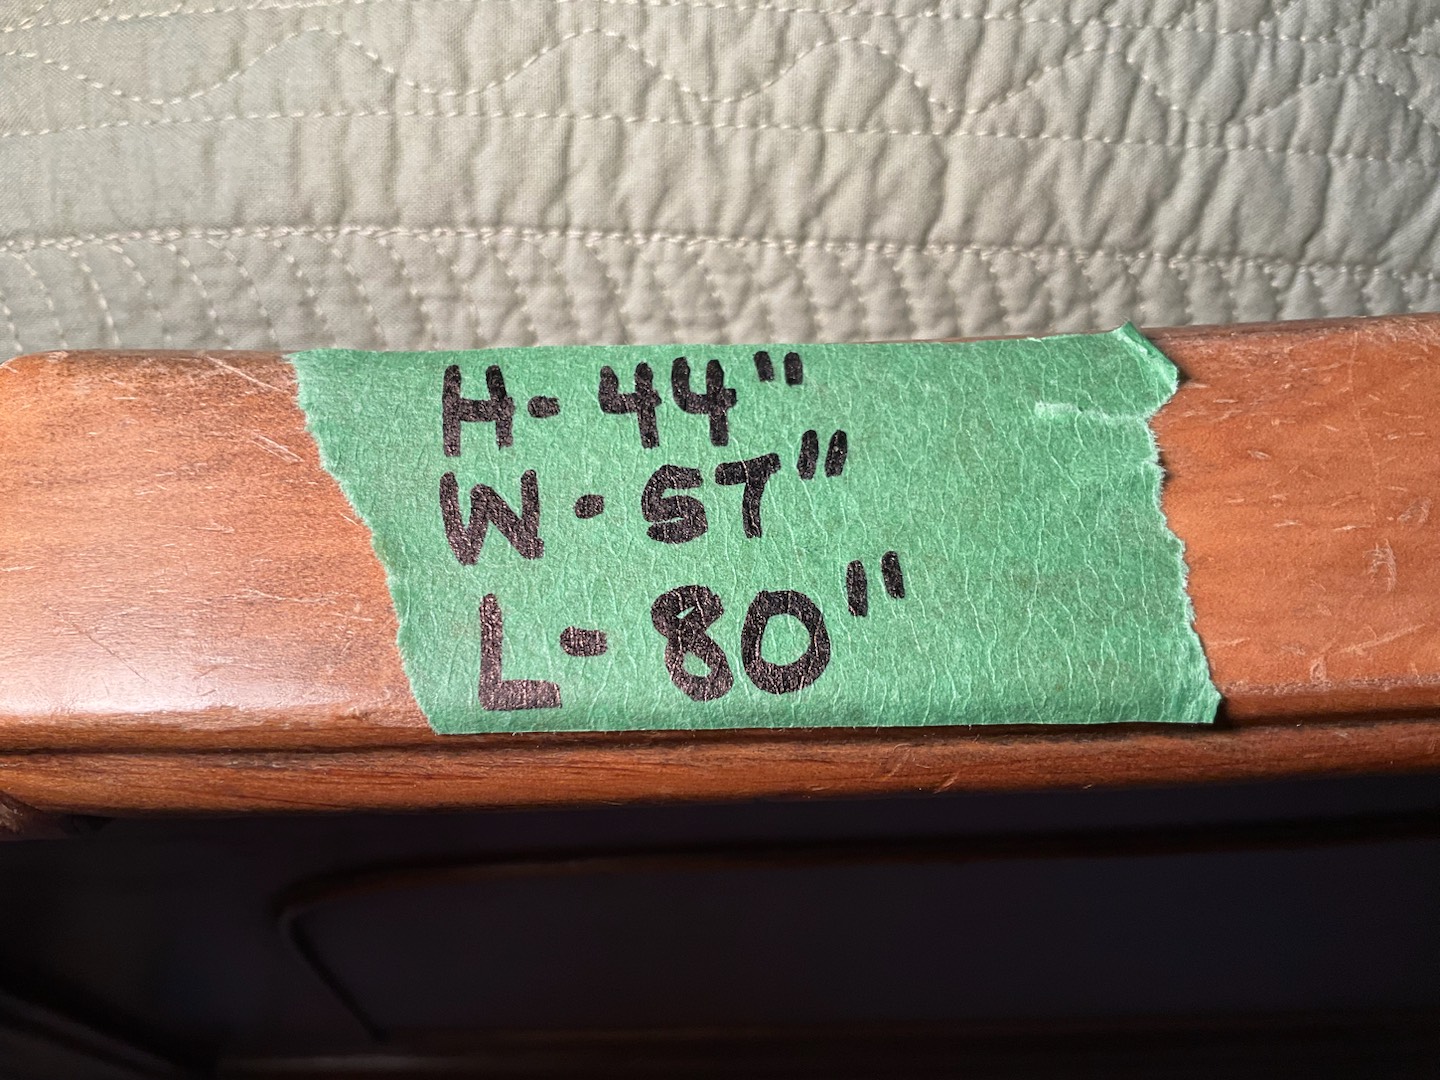 H- 44"
W- 57"
L- 80"